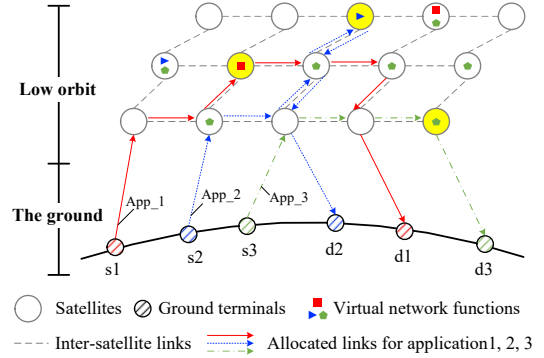 Low orbit
The ground
App_1
App_2
App_3
s1
s2
s3
d2
d1
d3
Satellites
Ground terminals
Virtual network functions
Inter-satellite links
Allocated links for application1, 2, 3